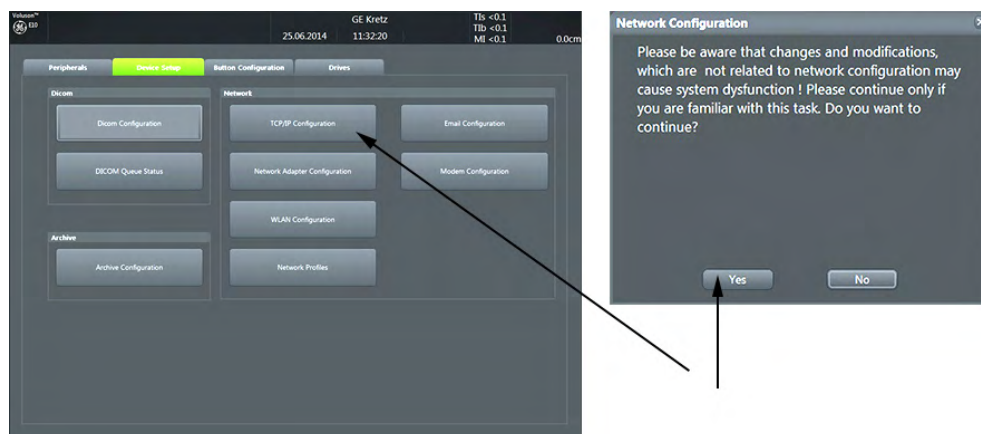 Voluson™
E10
GE Kretz
25.06.2014 11:32:20
TIs <0.1
TIb <0.1
MI <0.1
0.0cm
Peripherals
Device Setup
Button Configuration
Drives
Dicom
Dicom Configuration
DICOM Queue Status
Archive
Archive Configuration
Network
TCP/IP Configuration
Email Configuration
Network Adapter Configuration
Modem Configuration
WLAN Configuration
Network Profiles
Network Configuration
Please be aware that changes and modifications,
which are not related to network configuration may
cause system dysfunction ! Please continue only if
you are familiar with this task. Do you want to
continue?
Yes
No